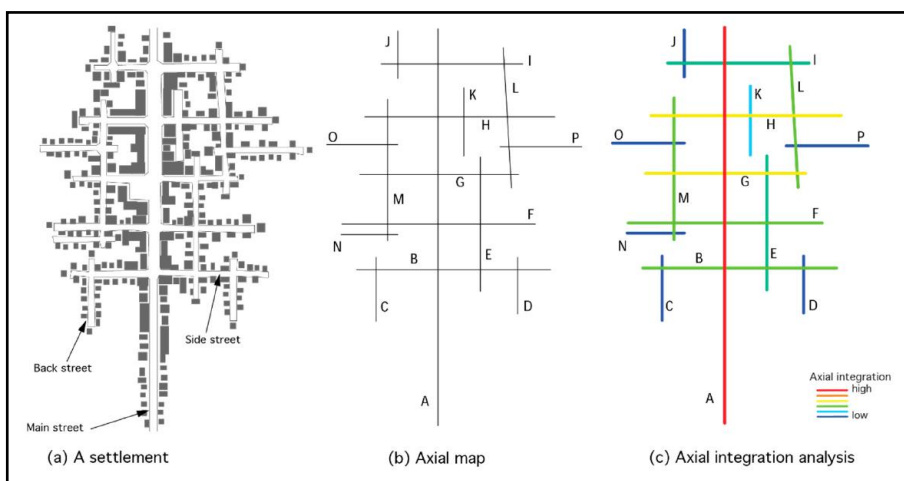 Back street
Side street
Main street
(a) A settlement
J
I
L
K
H
O
P
G
M
F
N
B
E
C
D
A
(b) Axial map
J
I
L
K
H
O
P
G
M
F
N
B
E
C
D
A
Axial integration
high
low
(c) Axial integration analysis